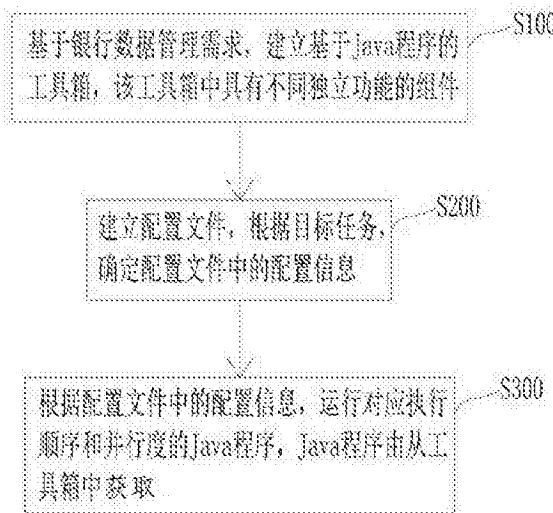 S100
基于银行数据管理需求，建立基于java程序的
工具箱，该工具箱中具有不同独立功能的组件
S200
建立配置文件，根据目标任务，
确定配置文件中的配置信息
S300
根据配置文件中的配置信息，运行对应执行
顺序和并行度的Java程序，Java程序由从工
具箱中获取